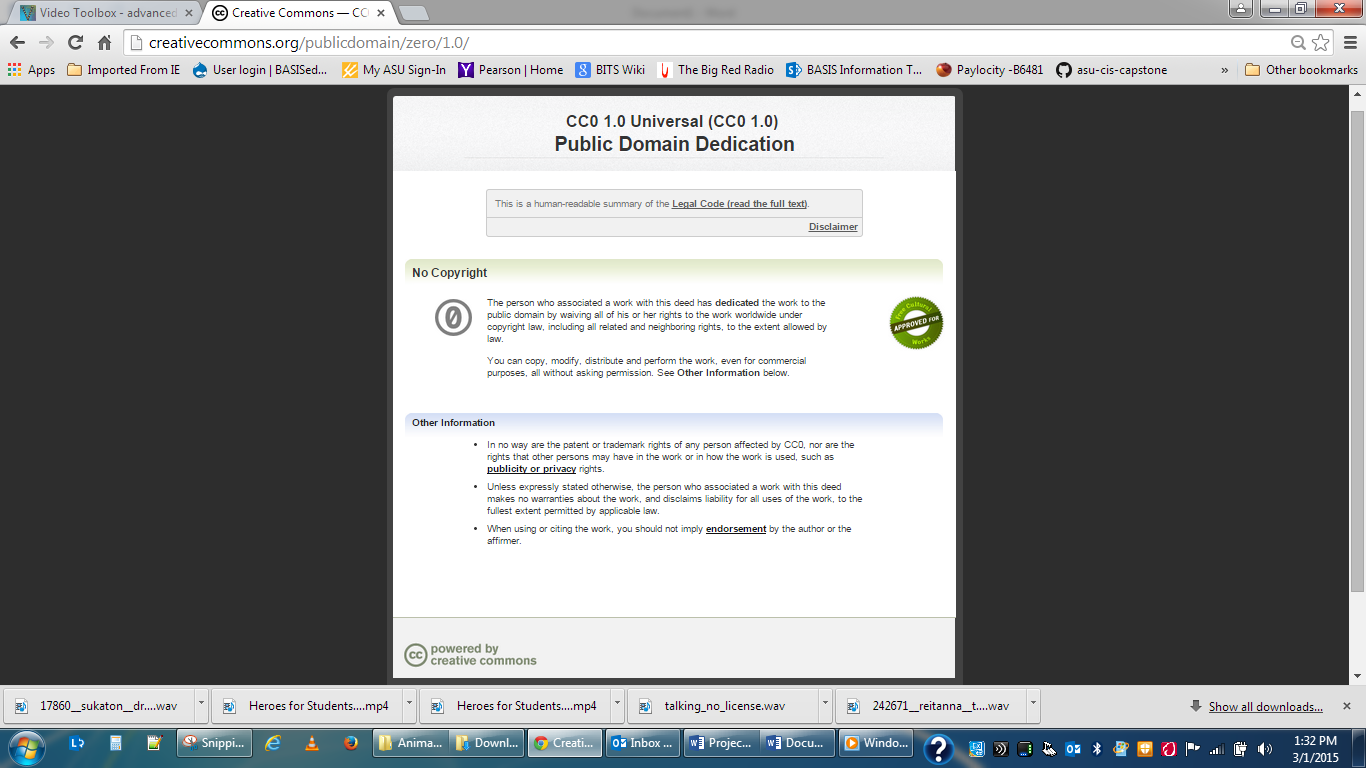 Video Toolbox - advanced
Creative Commons — CC
creativecommons.org/publicdomain/zero/1.0/
Apps Imported From IE User login | BASISed... My ASU Sign-In Pearson | Home BITS Wiki The Big Red Radio BASIS Information T... Paylocity -B6481 asu-cis-capstone » Other bookmarks
CC0 1.0 Universal (CC0 1.0)
Public Domain Dedication
This is a human-readable summary of the Legal Code (read the full text).
Disclaimer
No Copyright
The person who associated a work with this deed has dedicated the work to the
public domain by waiving all of his or her rights to the work worldwide under
copyright law, including all related and neighboring rights, to the extent allowed by
law.
You can copy, modify, distribute and perform the work, even for commercial
purposes, all without asking permission. See Other Information below.
Free Cultural
APPROVED FOR
Works
Other Information
• In no way are the patent or trademark rights of any person affected by CC0, nor are the
rights that other persons may have in the work or in how the work is used, such as
publicity or privacy rights.
• Unless expressly stated otherwise, the person who associated a work with this deed
makes no warranties about the work, and disclaims liability for all uses of the work, to the
fullest extent permitted by applicable law.
• When using or citing the work, you should not imply endorsement by the author or the
affirmer.
cc powered by
creative commons
17860__sukaton__dr....wav Heroes for Students....mp4 Heroes for Students....mp4 talking_no_license.wav 242671__reitanna__t....wav Show all downloads...
Snippi... Anima... Downl... Creati... Inbox ... Projec... Docu... Windo... 1:32 PM
3/1/2015